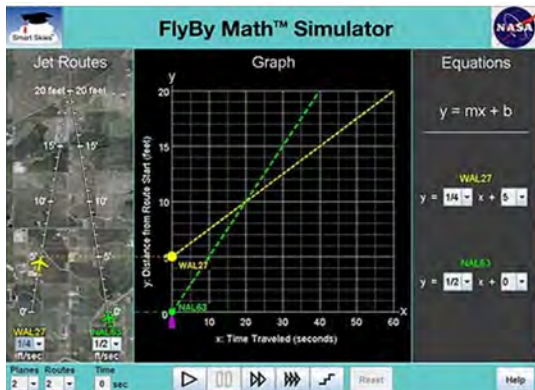 Smart Skies
FlyBy Math™ Simulator
NASA
Jet Routes
20 feet 20 feet
15' 15'
10' 10'
5' 5'
0' 0'
WAL27 NAL63
1/4 1/2
ft/sec ft/sec
Graph
y
y: Distance from Route Start (feet)
20
15
10
5
0
WAL27
NAL63
x
10 20 30 40 50 60
x: Time Traveled (seconds)
Equations
y = mx + b
WAL27
y = 1/4 x + 5
NAL63
y = 1/2 x + 0
Planes Routes Time
2 2 0 sec
Reset
Help